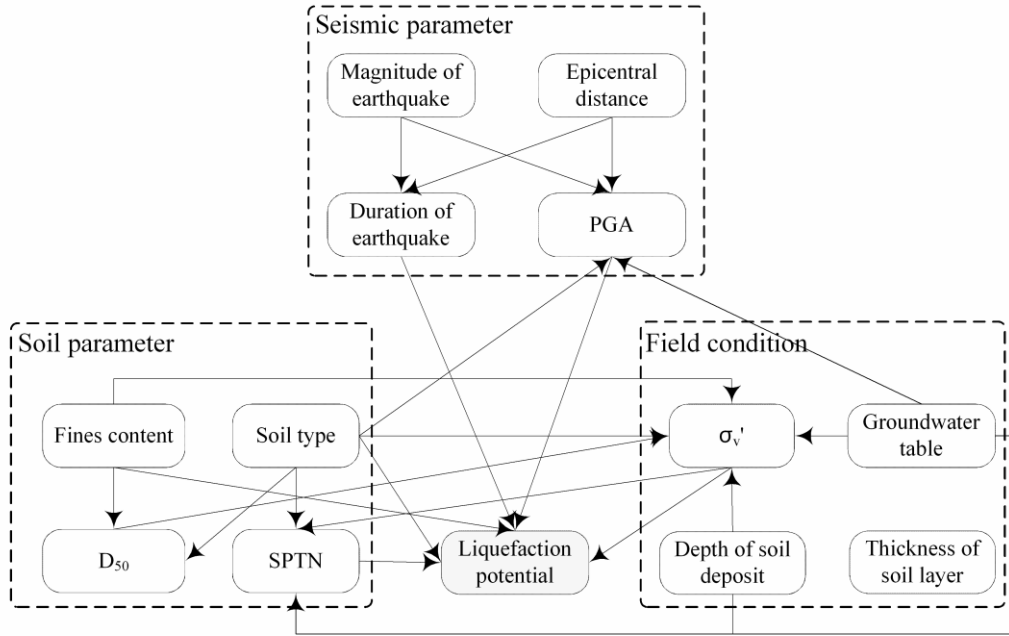 Seismic parameter
Magnitude of
earthquake
Epicentral
distance
Duration of
earthquake
PGA
Soil parameter
Field condition
Fines content
Soil type
σv'
Groundwater
table
D50
SPTN
Liquefaction
potential
Depth of soil
deposit
Thickness of
soil layer